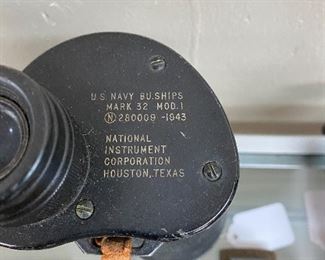 U.S. NAVY BU. SHIPS
MARK 32 MOD. 1
Ⓝ 280009 -1943
NATIONAL
INSTRUMENT
CORPORATION
HOUSTON, TEXAS